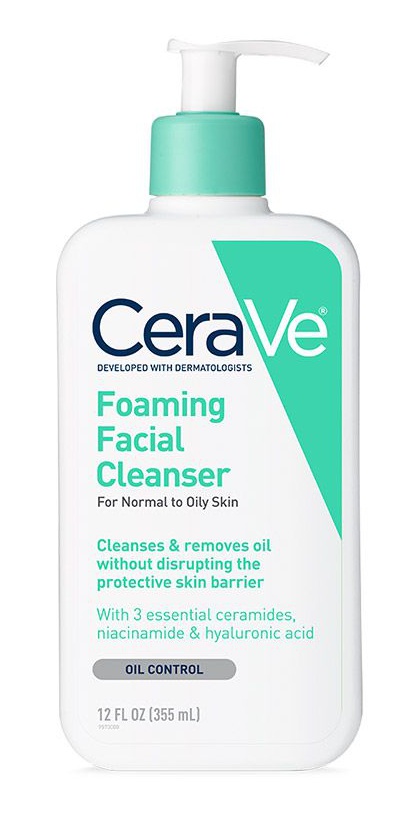 CeraVe®
DEVELOPED WITH DERMATOLOGISTS
Foaming
Facial
Cleanser
For Normal to Oily Skin
Cleanses & removes oil
without disrupting the
protective skin barrier
With 3 essential ceramides,
niacinamide & hyaluronic acid
OIL CONTROL
12 FL OZ (355 mL)